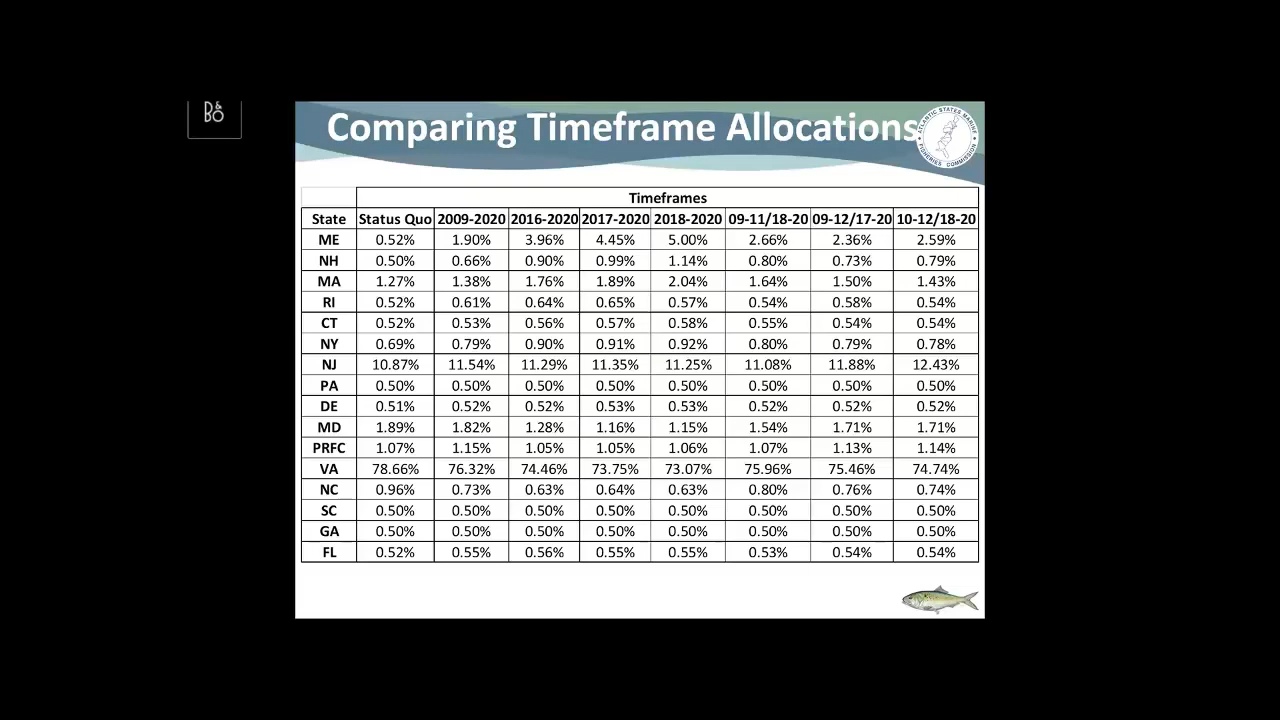 B&O
Comparing Timeframe Allocations
ATLANTIC STATES MARINE FISHERIES COMMISSION
Timeframes
State Status Quo 2009-2020 2016-2020 2017-2020 2018-2020 09-11/18-20 09-12/17-20 10-12/18-20
ME 0.52% 1.90% 3.96% 4.45% 5.00% 2.66% 2.36% 2.59%
NH 0.50% 0.66% 0.90% 0.99% 1.14% 0.80% 0.73% 0.79%
MA 1.27% 1.38% 1.76% 1.89% 2.04% 1.64% 1.50% 1.43%
RI 0.52% 0.61% 0.64% 0.65% 0.57% 0.54% 0.58% 0.54%
CT 0.52% 0.53% 0.56% 0.57% 0.58% 0.55% 0.54% 0.54%
NY 0.69% 0.79% 0.90% 0.91% 0.92% 0.80% 0.79% 0.78%
NJ 10.87% 11.54% 11.29% 11.35% 11.25% 11.08% 11.88% 12.43%
PA 0.50% 0.50% 0.50% 0.50% 0.50% 0.50% 0.50% 0.50%
DE 0.51% 0.52% 0.52% 0.53% 0.53% 0.52% 0.52% 0.52%
MD 1.89% 1.82% 1.28% 1.16% 1.15% 1.54% 1.71% 1.71%
PRFC 1.07% 1.15% 1.05% 1.05% 1.06% 1.07% 1.13% 1.14%
VA 78.66% 76.32% 74.46% 73.75% 73.07% 75.96% 75.46% 74.74%
NC 0.96% 0.73% 0.63% 0.64% 0.63% 0.80% 0.76% 0.74%
SC 0.50% 0.50% 0.50% 0.50% 0.50% 0.50% 0.50% 0.50%
GA 0.50% 0.50% 0.50% 0.50% 0.50% 0.50% 0.50% 0.50%
FL 0.52% 0.55% 0.56% 0.55% 0.55% 0.53% 0.54% 0.54%